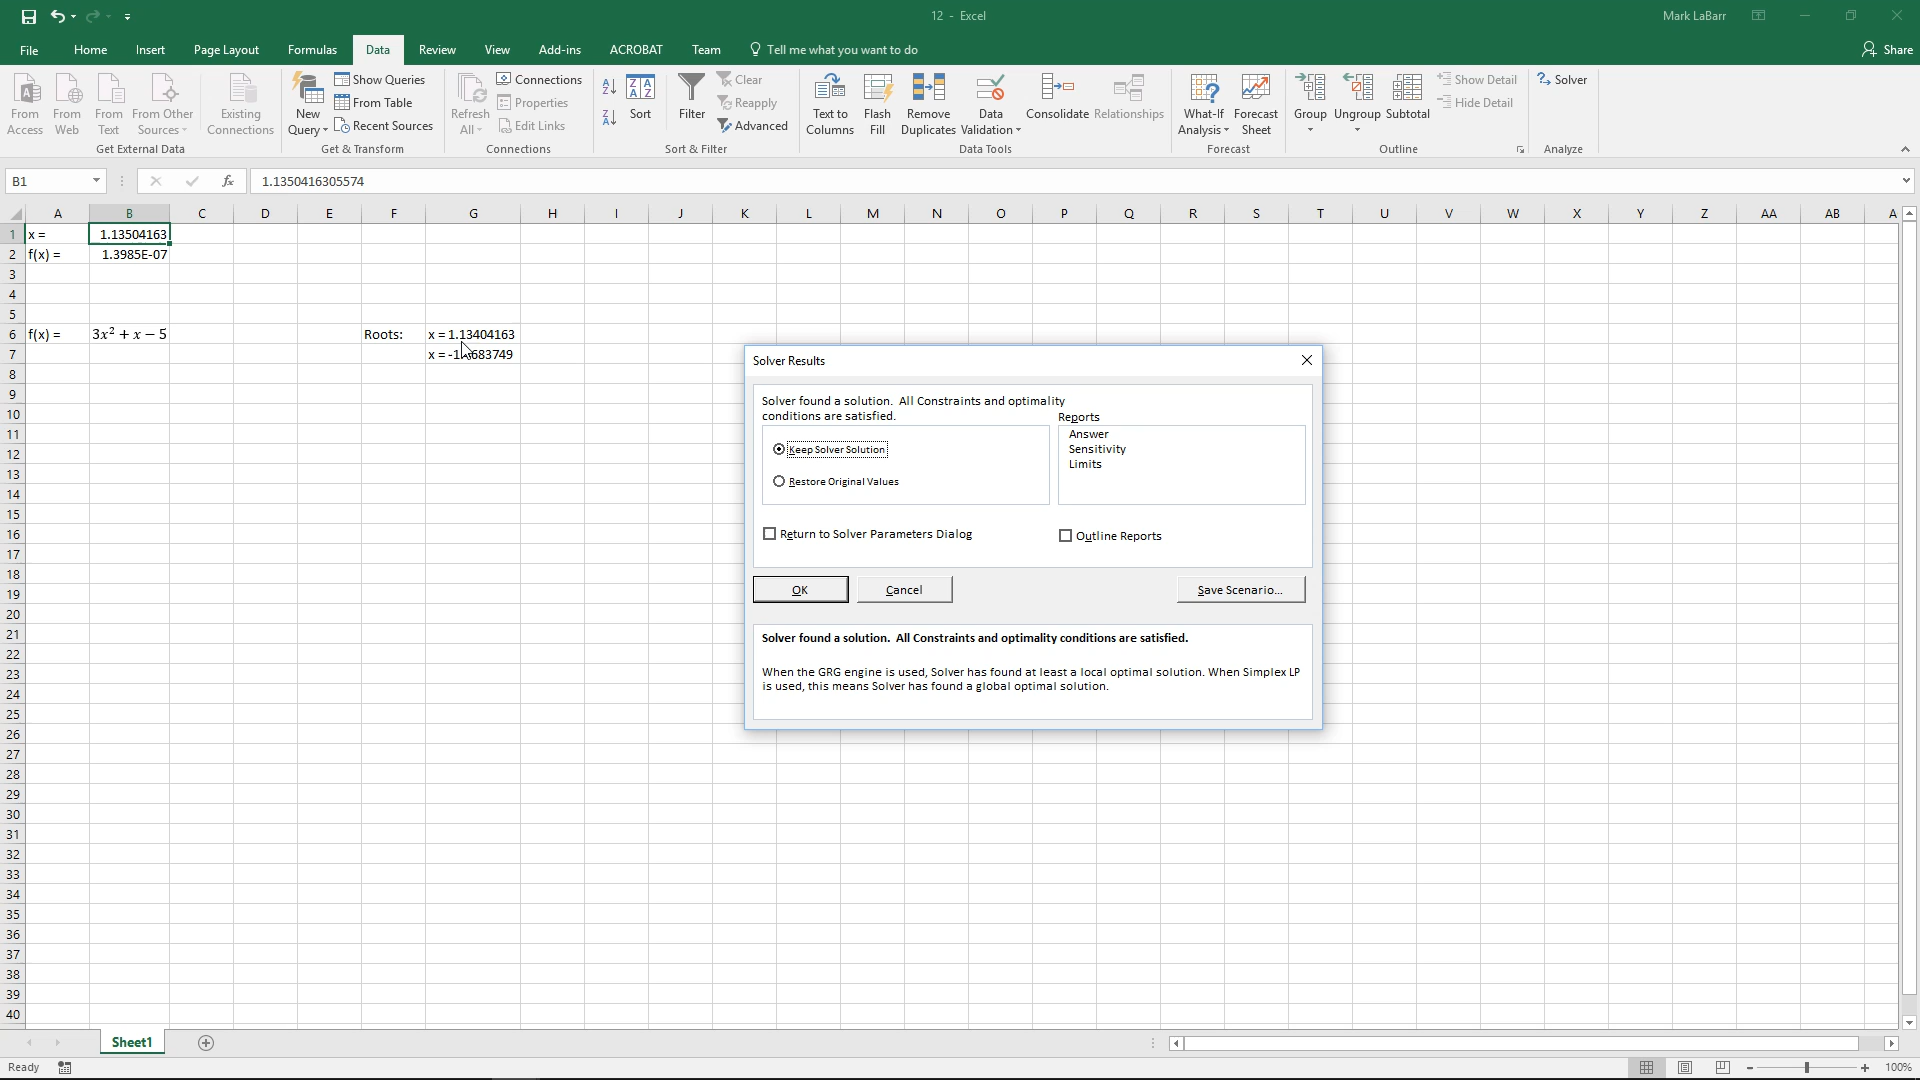 12 - Excel
Mark LaBarr
File Home Insert Page Layout Formulas Data Review View Add-ins ACROBAT Team Tell me what you want to do Share
From Access
From Web
From Text
From Other Sources
Existing Connections
Get External Data
New Query
Show Queries
From Table
Recent Sources
Get & Transform
Refresh All
Connections
Properties
Edit Links
Connections
Sort
Filter
Clear
Reapply
Advanced
Sort & Filter
Text to Columns
Flash Fill
Remove Duplicates
Data Validation
Consolidate
Relationships
Data Tools
What-If Analysis
Forecast Sheet
Forecast
Group
Ungroup
Subtotal
Show Detail
Hide Detail
Outline
Solver
Analyze
B1 fx 1.1350416305574
A B C D E F G H I J K L M N O P Q R S T U V W X Y Z AA AB A
1 x = 1.13504163
2 f(x) = 1.3985E-07
3
4
5
6 f(x) = 3x² + x − 5 Roots: x = 1.13404163
7
8
9
10
11
12
13
14
15
16
17
18
19
20
21
22
23
24
25
26
27
28
29
30
31
32
33
34
35
36
37
38
39
40
Solver Results
Solver found a solution. All Constraints and optimality
conditions are satisfied.
Keep Solver Solution
Restore Original Values
Reports
Answer
Sensitivity
Limits
Return to Solver Parameters Dialog
Outline Reports
OK Cancel Save Scenario...
Solver found a solution. All Constraints and optimality conditions are satisfied.
When the GRG engine is used, Solver has found at least a local optimal solution. When Simplex LP
is used, this means Solver has found a global optimal solution.
Sheet1
Ready
100%